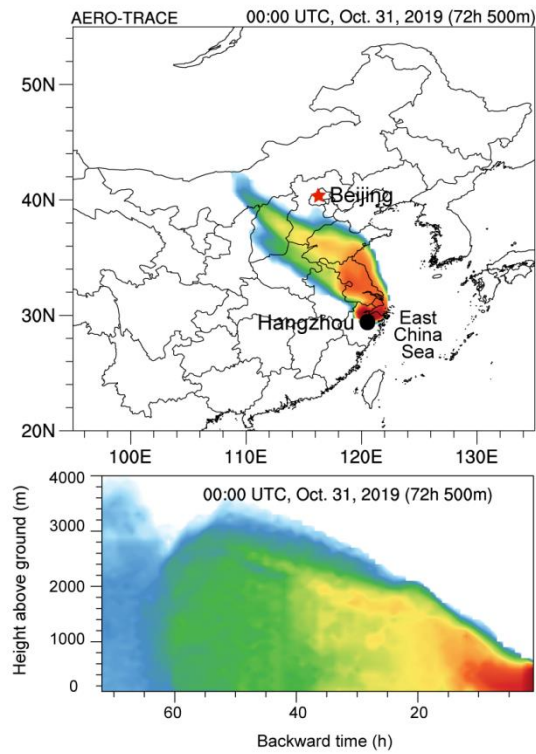 AERO-TRACE 00:00 UTC, Oct. 31, 2019 (72h 500m)
50N
40N
30N
20N
Beijing
Hangzhou
East
China
Sea
100E 110E 120E 130E
00:00 UTC, Oct. 31, 2019 (72h 500m)
Height above ground (m)
4000
3000
2000
1000
0
60 40 20
Backward time (h)